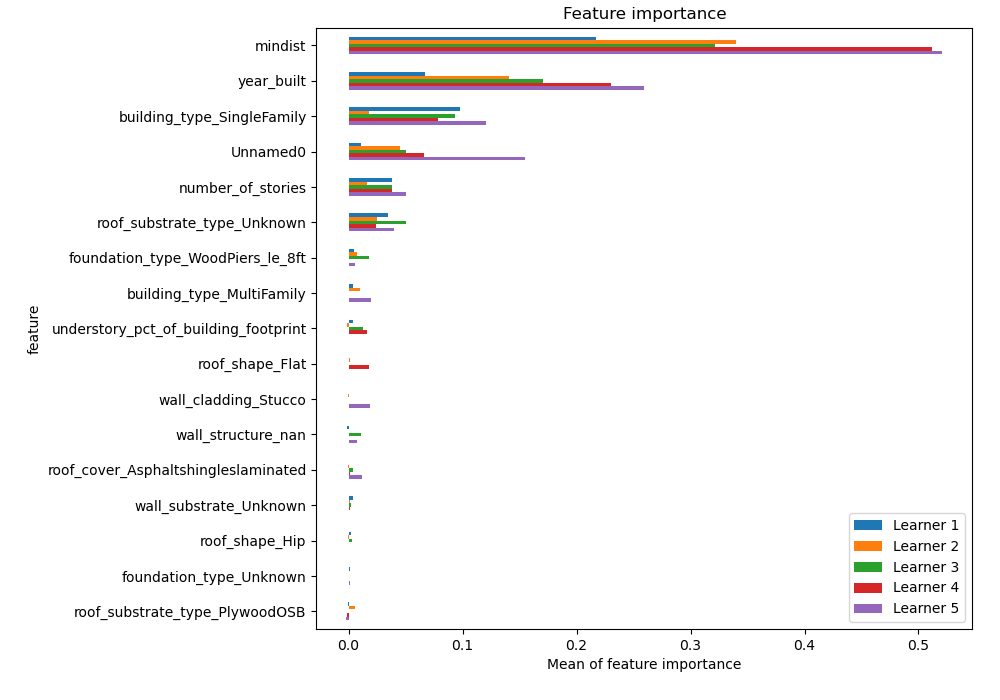 Feature importance
mindist
year_built
building_type_SingleFamily
Unnamed0
number_of_stories
roof_substrate_type_Unknown
foundation_type_WoodPiers_le_8ft
building_type_MultiFamily
understory_pct_of_building_footprint
roof_shape_Flat
wall_cladding_Stucco
wall_structure_nan
roof_cover_Asphaltshingleslaminated
wall_substrate_Unknown
roof_shape_Hip
foundation_type_Unknown
roof_substrate_type_PlywoodOSB
feature
Learner 1
Learner 2
Learner 3
Learner 4
Learner 5
0.0 0.1 0.2 0.3 0.4 0.5
Mean of feature importance